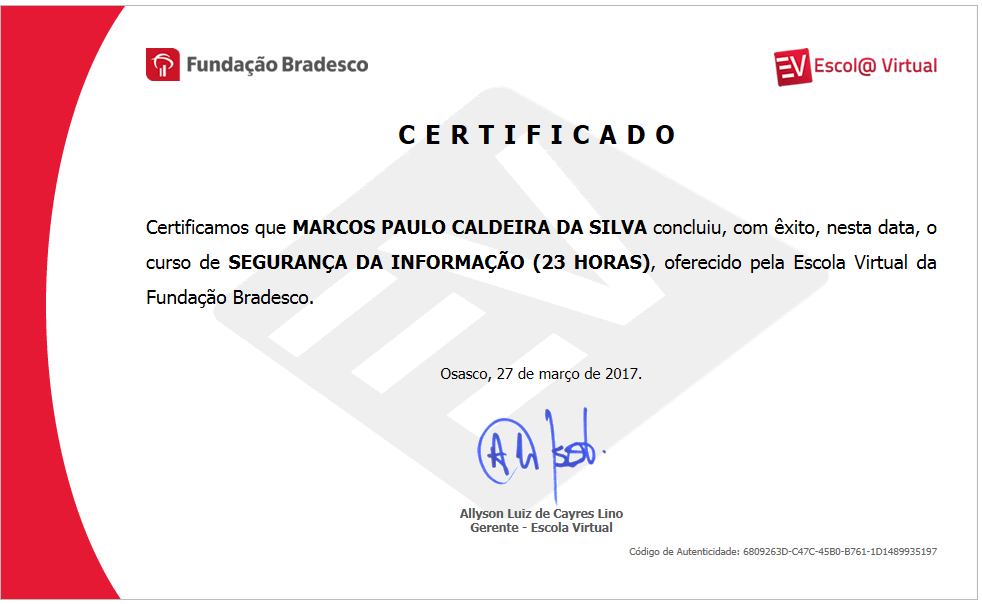 Fundação Bradesco
EV Escol@ Virtual
CERTIFICADO
Certificamos que MARCOS PAULO CALDEIRA DA SILVA concluiu, com êxito, nesta data, o
curso de SEGURANÇA DA INFORMAÇÃO (23 HORAS), oferecido pela Escola Virtual da
Fundação Bradesco.
Osasco, 27 de março de 2017.
Allyson Luiz de Cayres Lino
Gerente - Escola Virtual
Código de Autenticidade: 6809263D-C47C-45B0-B761-1D1489935197